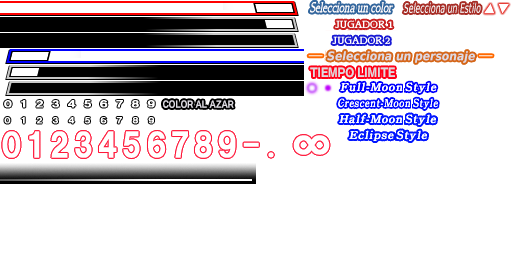 Selecciona un color
Selecciona un Estilo
JUGADOR 1
JUGADOR 2
Selecciona un personaje
TIEMPO LIMITE
Full-Moon Style
0 1 2 3 4 5 6 7 8 9 COLOR AL AZAR
Crescent-Moon Style
0 1 2 3 4 5 6 7 8 9
Half-Moon Style
Eclipse Style
0123456789-. ∞